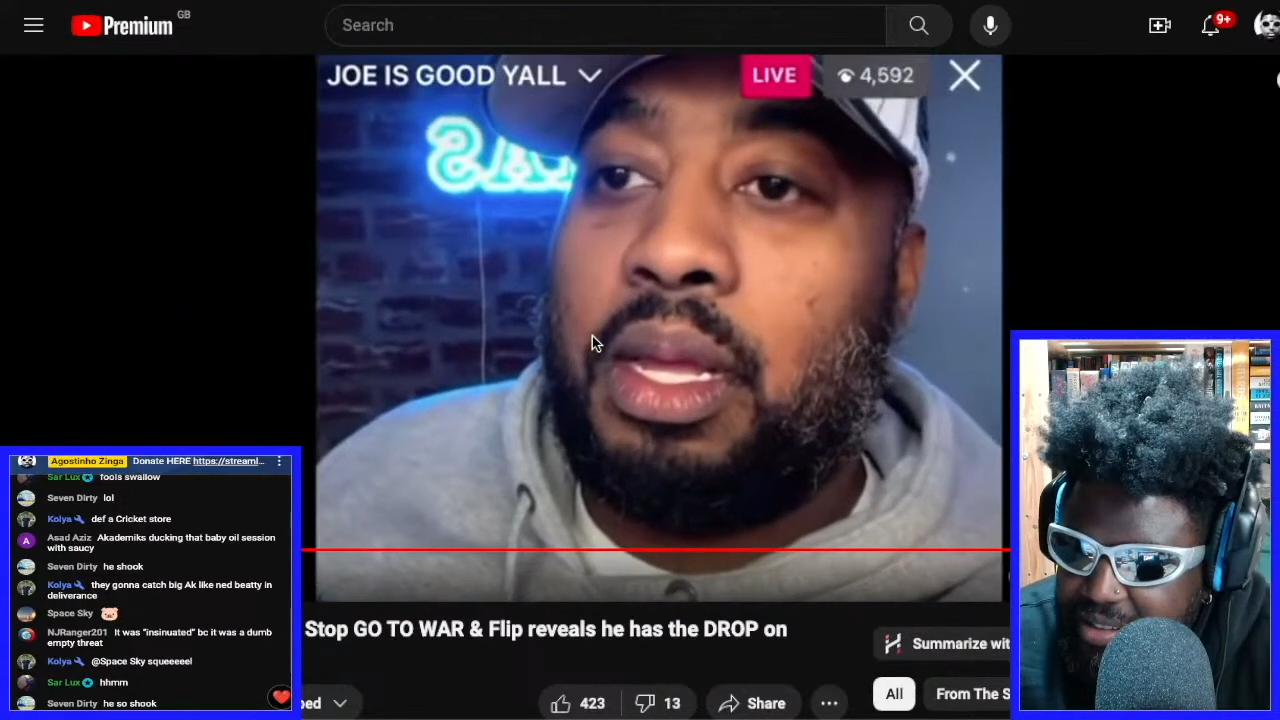 Premium GB
Search
9+
JOE IS GOOD YALL
LIVE
4,592
Stop GO TO WAR & Flip reveals he has the DROP on
Summarize wit
ped
423
13
Share
All
From The S
Agostinho Zinga Donate HERE https://streaml...
Sar Lux fools swallow
Seven Dirty lol
Kolya def a Cricket store
A
Asad Aziz Akademiks ducking that baby oil session
with saucy
Seven Dirty he shook
Kolya they gonna catch big Ak like ned beatty in
deliverance
Space Sky
NJRanger201 It was "insinuated" bc it was a dumb
empty threat
Kolya @Space Sky squeeeeel
Sar Lux hhmm
Seven Dirty he so shook